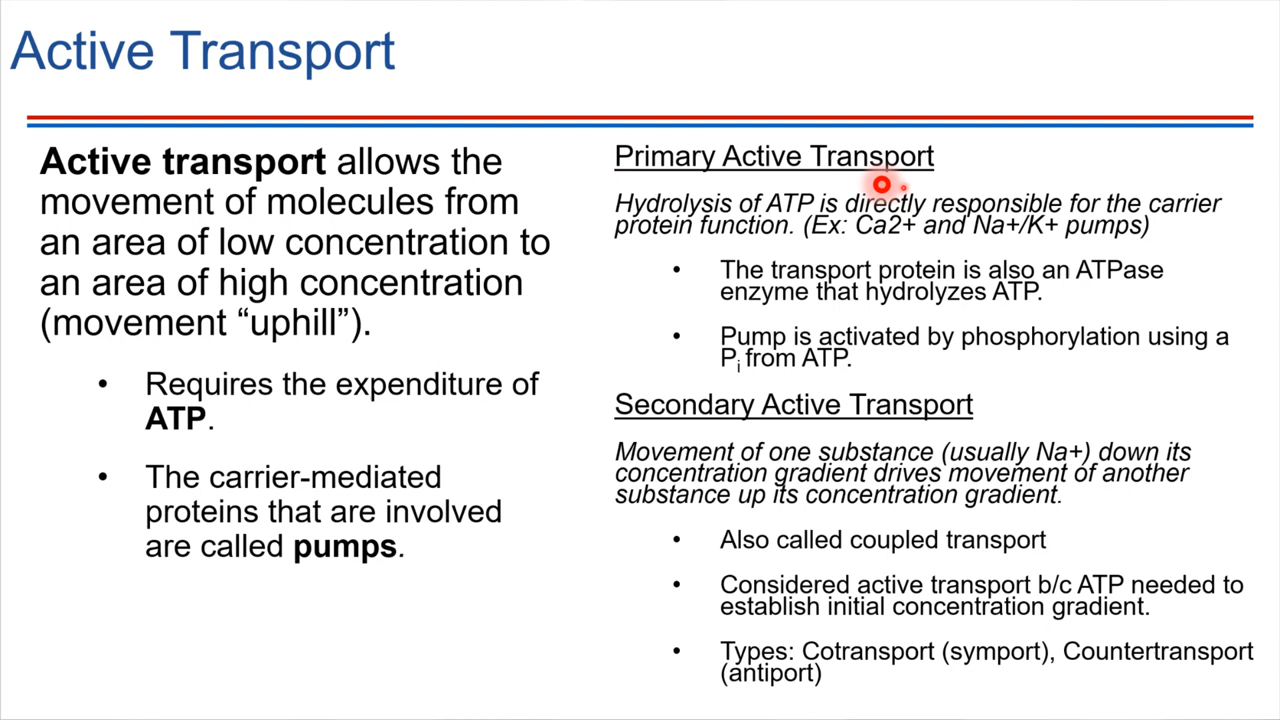 Active Transport
Active transport allows the
movement of molecules from
an area of low concentration to
an area of high concentration
(movement “uphill”).
• Requires the expenditure of
ATP.
• The carrier-mediated
proteins that are involved
are called pumps.
Primary Active Transport
Hydrolysis of ATP is directly responsible for the carrier
protein function. (Ex: Ca2+ and Na+/K+ pumps)
• The transport protein is also an ATPase
enzyme that hydrolyzes ATP.
• Pump is activated by phosphorylation using a
Pi from ATP.
Secondary Active Transport
Movement of one substance (usually Na+) down its
concentration gradient drives movement of another
substance up its concentration gradient.
• Also called coupled transport
• Considered active transport b/c ATP needed to
establish initial concentration gradient.
• Types: Cotransport (symport), Countertransport
(antiport)